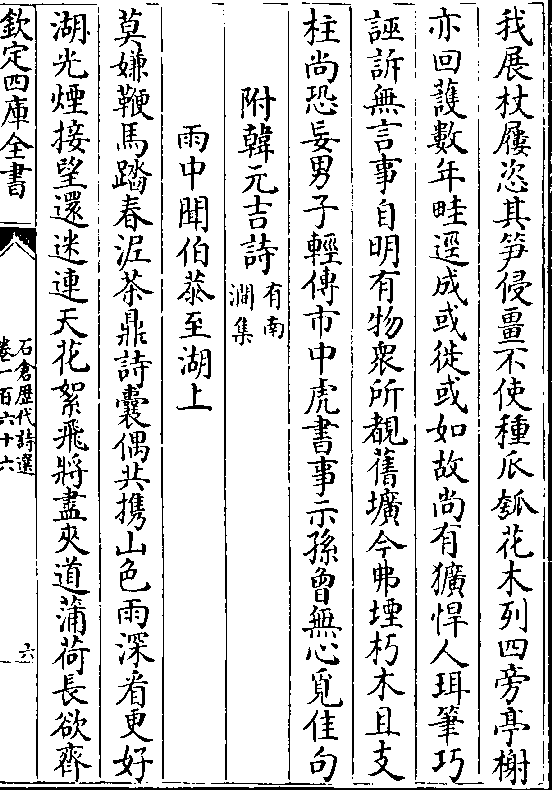 我展杖屨恣其笋侵畺不使種瓜瓠花木列四旁亭榭
亦回䕶數年畦逕成或徙或如故尚有獷悍人珥筆巧
誣訴無言事自明有物衆所覩舊壙今弗堙朽木且支
柱尚恐妄男子輕傳市中虎書事示孫曾無心覔佳句
附韓元吉詩有南澗集
雨中聞伯恭至湖上
莫嫌鞭馬踏春泥茶鼎詩囊偶共攜山色雨深看更好
湖光煙接望還迷連天花絮飛將盡夾道蒲荷長欲齊
欽定四庫全書
石倉歷代詩選
卷一百六十六
六